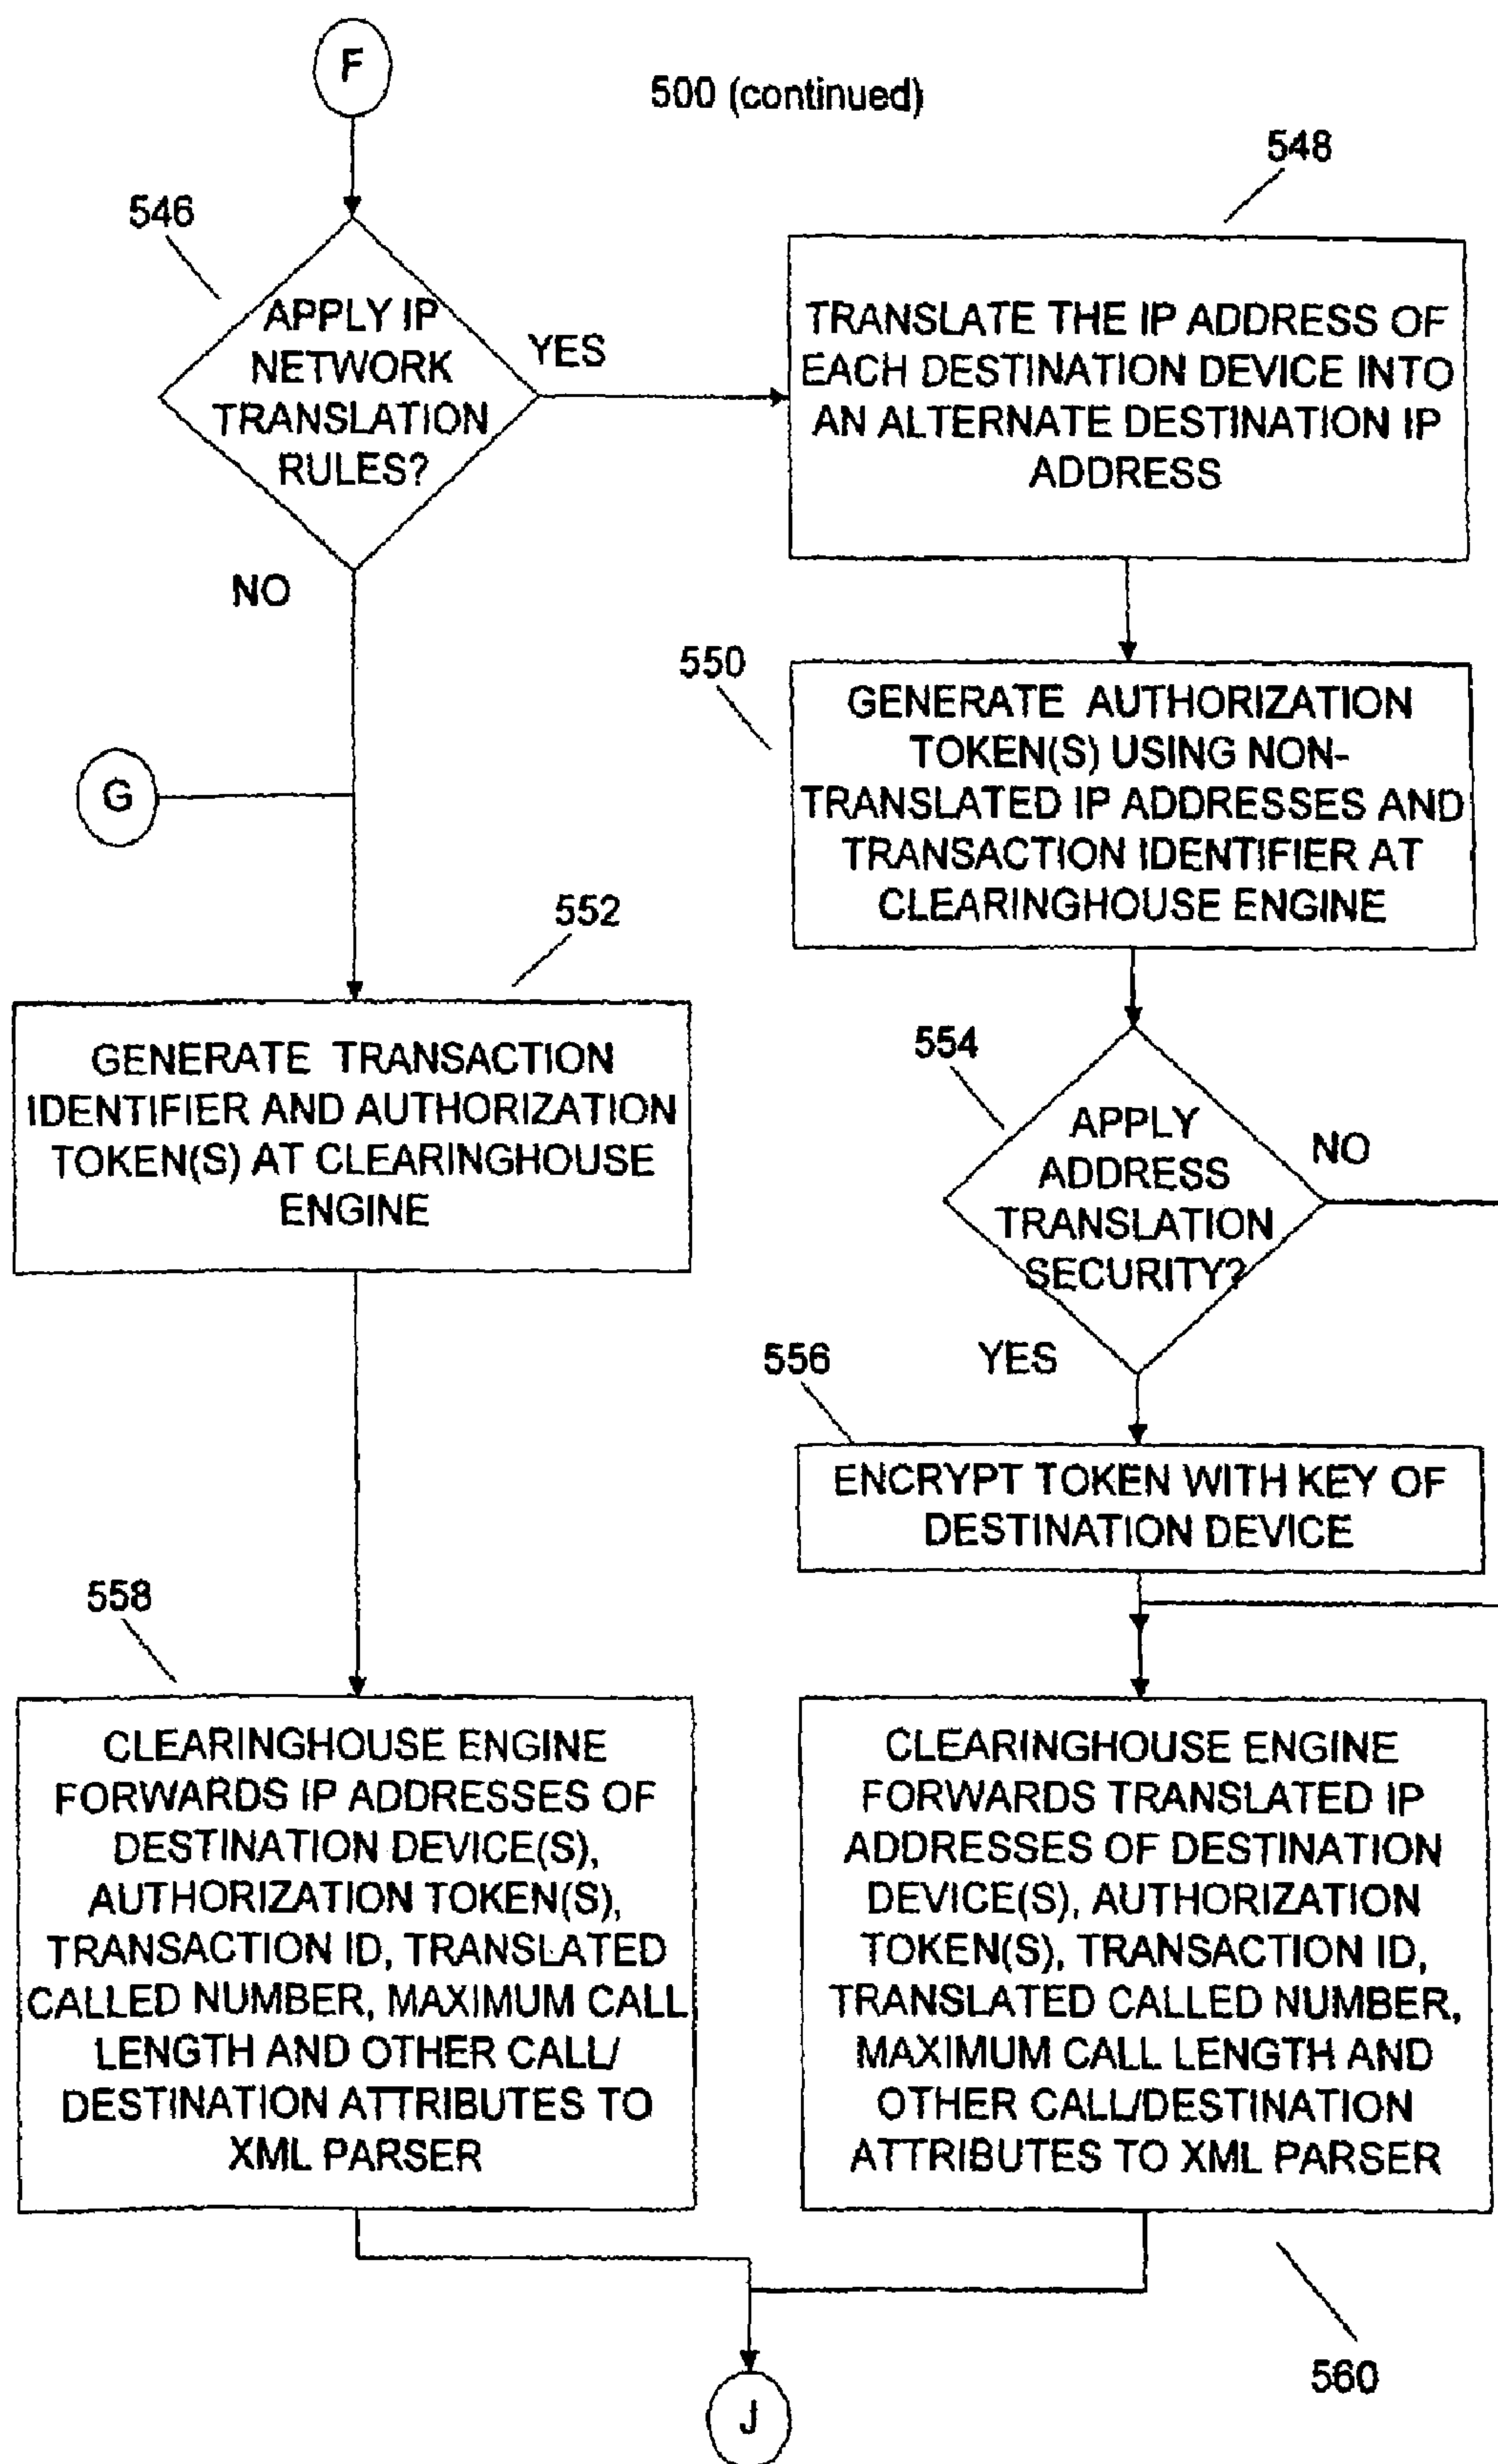 F
500 (continued)
548
546
APPLY IP
NETWORK
TRANSLATION
RULES?
YES
TRANSLATE THE IP ADDRESS OF
EACH DESTINATION DEVICE INTO
AN ALTERNATE DESTINATION IP
ADDRESS
NO
550
GENERATE AUTHORIZATION
TOKEN(S) USING NON-
TRANSLATED IP ADDRESSES AND
TRANSACTION IDENTIFIER AT
CLEARINGHOUSE ENGINE
G
552
GENERATE TRANSACTION
IDENTIFIER AND AUTHORIZATION
TOKEN(S) AT CLEARINGHOUSE
ENGINE
554
APPLY
ADDRESS
TRANSLATION
SECURITY?
NO
YES
556
ENCRYPT TOKEN WITH KEY OF
DESTINATION DEVICE
558
CLEARINGHOUSE ENGINE
FORWARDS IP ADDRESSES OF
DESTINATION DEVICE(S),
AUTHORIZATION TOKEN(S),
TRANSACTION ID, TRANSLATED
CALLED NUMBER, MAXIMUM CALL
LENGTH AND OTHER CALL/
DESTINATION ATTRIBUTES TO
XML PARSER
CLEARINGHOUSE ENGINE
FORWARDS TRANSLATED IP
ADDRESSES OF DESTINATION
DEVICE(S), AUTHORIZATION
TOKEN(S), TRANSACTION ID,
TRANSLATED CALLED NUMBER,
MAXIMUM CALL LENGTH AND
OTHER CALL/DESTINATION
ATTRIBUTES TO XML PARSER
560
J